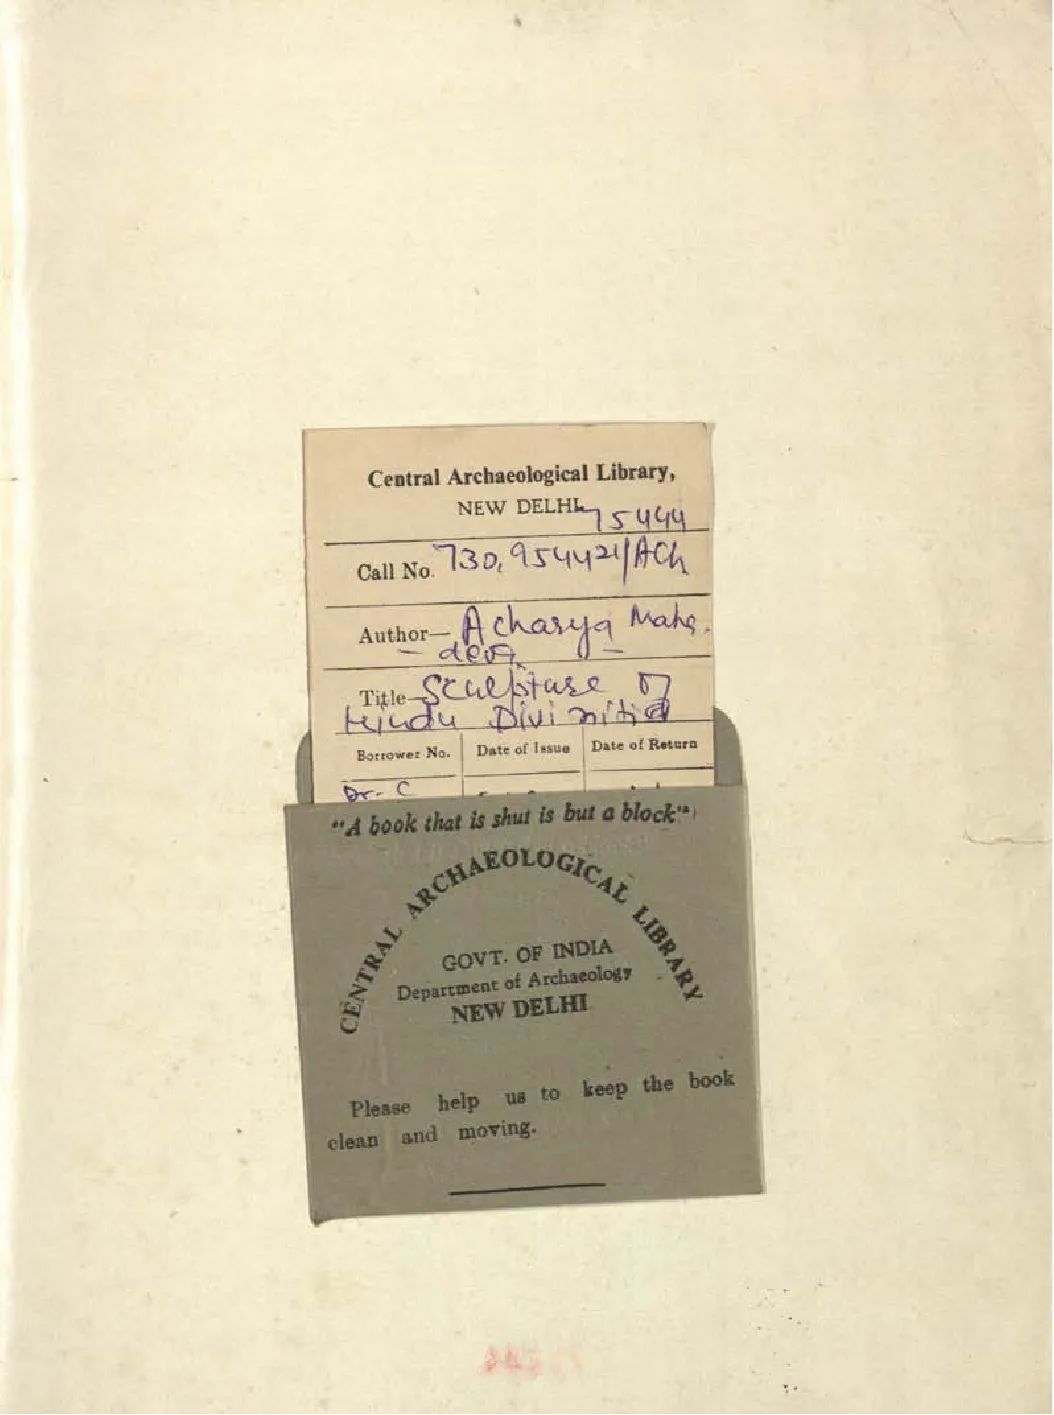 Central Archaeological Library,
NEW DELHI
75444
Call No. 730.954421/ACh
Author— Acharya Maha-
deva
Title— Sculpture of
Hindu Divinities
Borrower No. Date of Issue Date of Return
Dr. C
"A book that is shut is but a block"
CENTRAL ARCHAEOLOGICAL LIBRARY
GOVT. OF INDIA
Department of Archaeology
NEW DELHI
Please help us to keep the book
clean and moving.